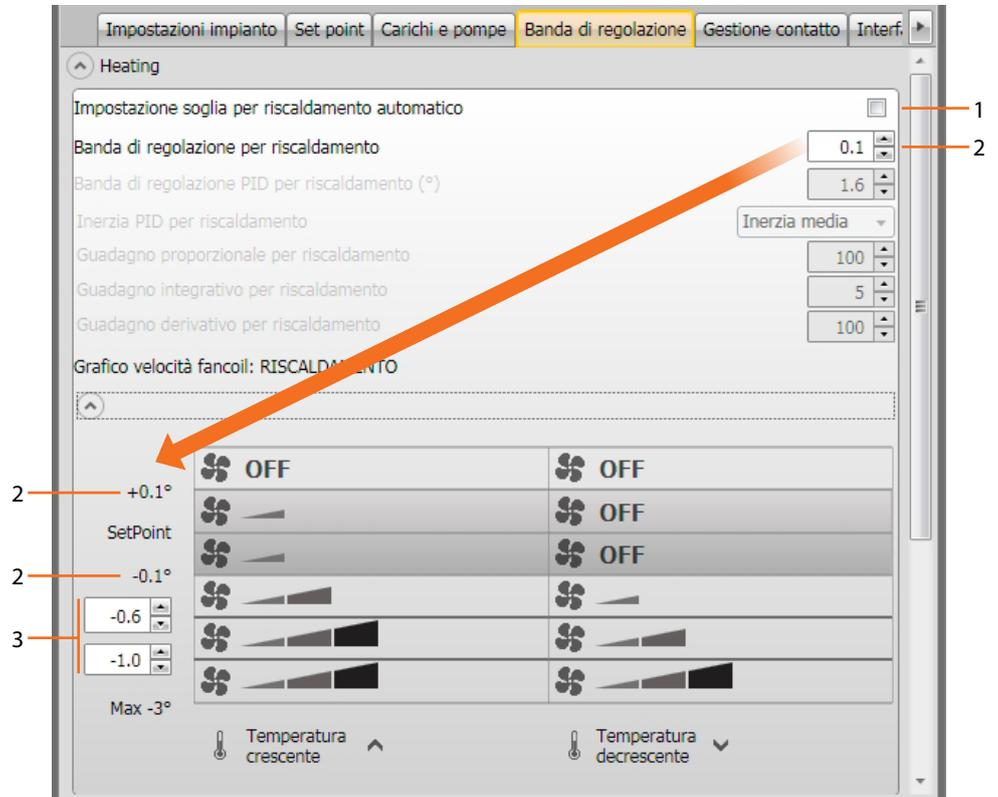 Impostazioni impianto Set point Carichi e pompe Banda di regolazione Gestione contatto Interf.
Heating
Impostazione soglia per riscaldamento automatico
1
Banda di regolazione per riscaldamento 0.1
2
Banda di regolazione PID per riscaldamento (°) 1.6
Inerzia PID per riscaldamento Inerzia media
Guadagno proporzionale per riscaldamento 100
Guadagno integrativo per riscaldamento 5
Guadagno derivativo per riscaldamento 100
Grafico velocità fancoil: RISCALDAMENTO
OFF OFF
2 +0.1°
OFF
SetPoint
OFF
2 -0.1°
3
-0.6
-1.0
Max -3°
Temperatura crescente
Temperatura decrescente